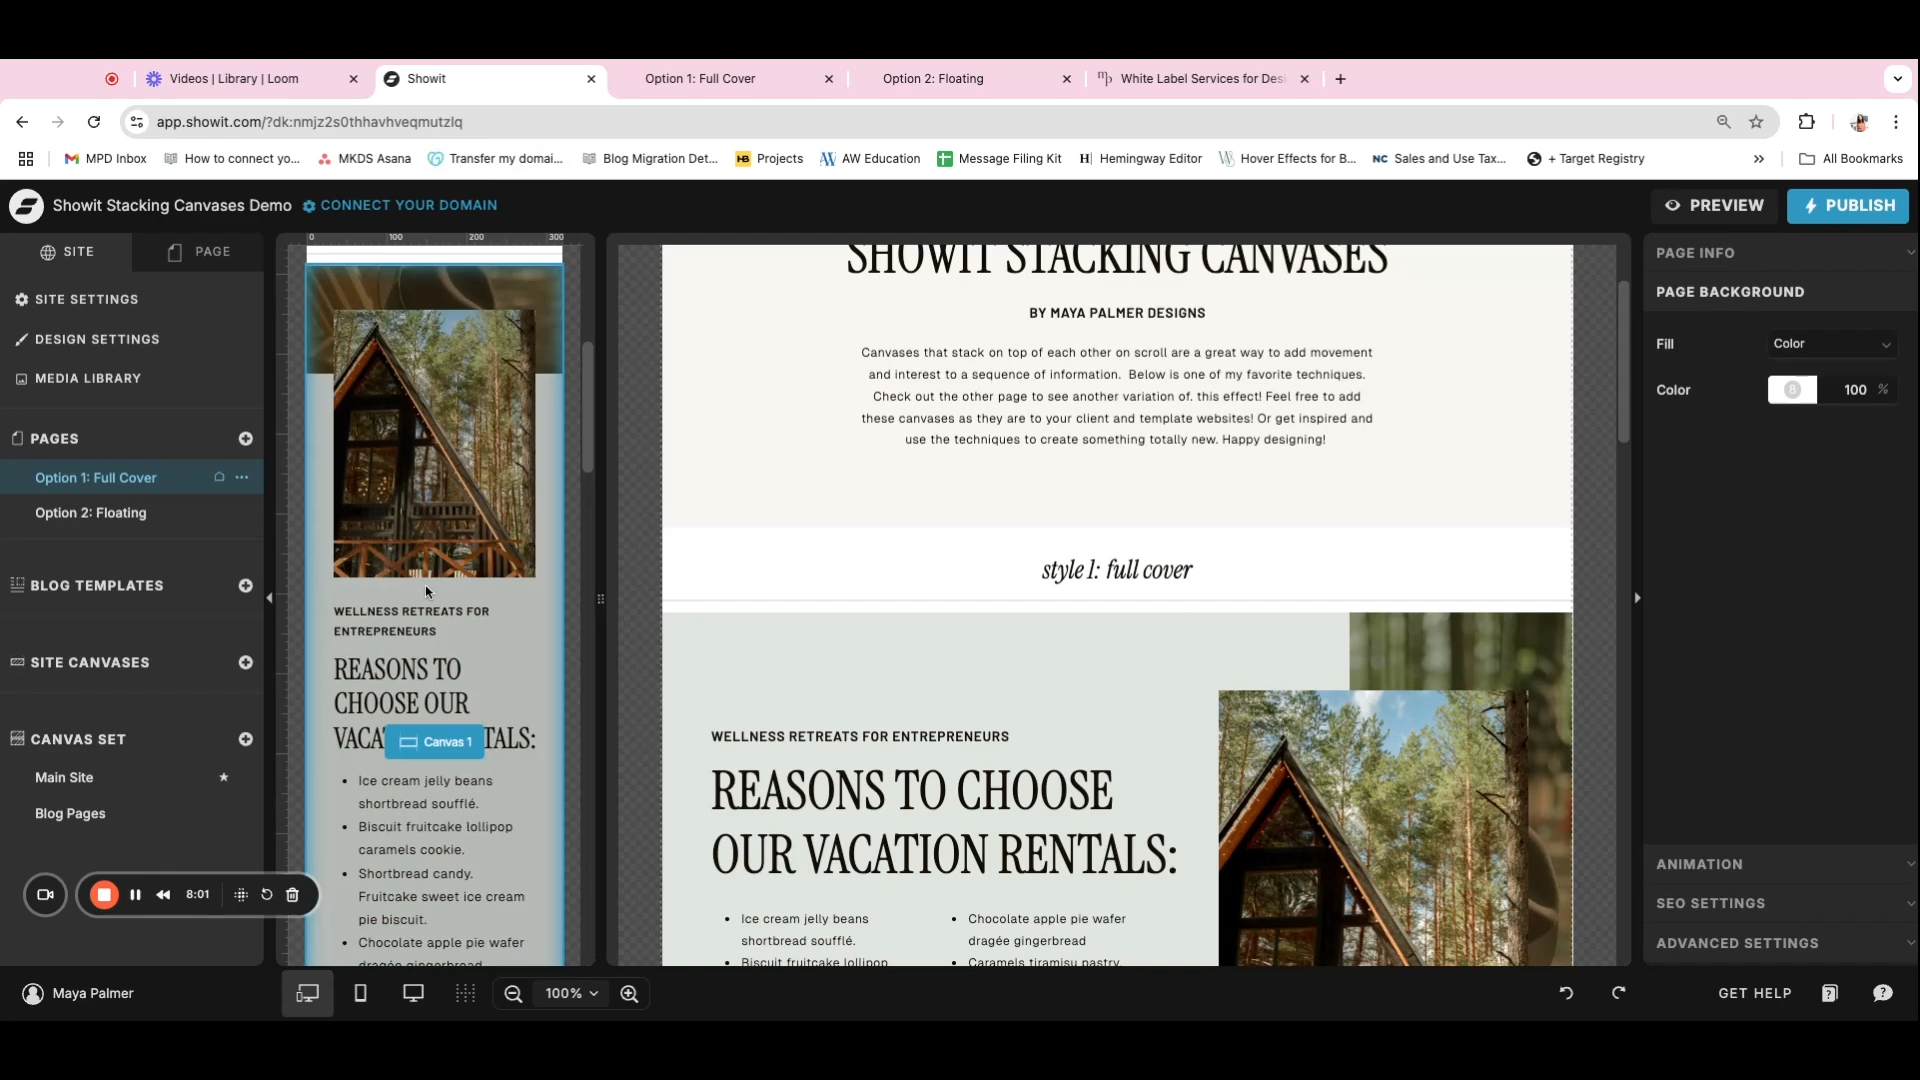 Videos | Library | Loom
Showit
Option 1: Full Cover
Option 2: Floating
White Label Services for Desi
app.showit.com/?dk:nmjz2s0thhavhveqmutzlq
MPD Inbox
How to connect yo...
MKDS Asana
Transfer my domai...
Blog Migration Det...
HB Projects
AW Education
Message Filing Kit
H Hemingway Editor
Hover Effects for B...
NC Sales and Use Tax...
+ Target Registry
»
All Bookmarks
Showit Stacking Canvases Demo
CONNECT YOUR DOMAIN
PREVIEW
PUBLISH
SITE
PAGE
SITE SETTINGS
DESIGN SETTINGS
MEDIA LIBRARY
PAGES
Option 1: Full Cover
Option 2: Floating
BLOG TEMPLATES
SITE CANVASES
CANVAS SET
Main Site
Blog Pages
8:01
Maya Palmer
0 100 200 300
WELLNESS RETREATS FOR
ENTREPRENEURS
REASONS TO
CHOOSE OUR
VACA TALS:
Canvas 1
Ice cream jelly beans
shortbread soufflé.
Biscuit fruitcake lollipop
caramels cookie.
Shortbread candy.
Fruitcake sweet ice cream
pie biscuit.
Chocolate apple pie wafer
dragée gingerbread
SHOWIT STACKING CANVASES
BY MAYA PALMER DESIGNS
Canvases that stack on top of each other on scroll are a great way to add movement
and interest to a sequence of information. Below is one of my favorite techniques.
Check out the other page to see another variation of. this effect! Feel free to add
these canvases as they are to your client and template websites! Or get inspired and
use the techniques to create something totally new. Happy designing!
style 1: full cover
WELLNESS RETREATS FOR ENTREPRENEURS
REASONS TO CHOOSE
OUR VACATION RENTALS:
Ice cream jelly beans
shortbread soufflé.
Biscuit fruitcake lollipop
Chocolate apple pie wafer
dragée gingerbread
Caramels tiramisu pastry.
PAGE INFO
PAGE BACKGROUND
Fill
Color
Color
8
100 %
ANIMATION
SEO SETTINGS
ADVANCED SETTINGS
100%
GET HELP